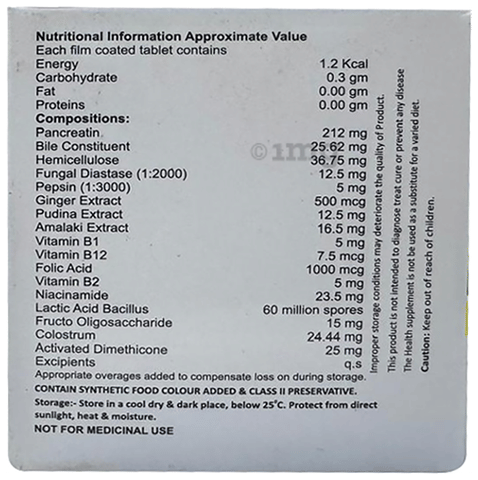 Nutritional Information Approximate Value
Each film coated tablet contains
Energy 1.2 Kcal
Carbohydrate 0.3 gm
Fat 0.00 gm
Proteins 0.00 gm
Compositions:
Pancreatin 212 mg
Bile Constituent 25.62 mg
Hemicellulose 36.75 mg
Fungal Diastase (1:2000) 12.5 mg
Pepsin (1:3000) 5 mg
Ginger Extract 500 mcg
Pudina Extract 12.5 mg
Amalaki Extract 16.5 mg
Vitamin B1 5 mg
Vitamin B12 7.5 mcg
Folic Acid 1000 mcg
Vitamin B2 5 mg
Niacinamide 23.5 mg
Lactic Acid Bacillus 60 million spores
Fructo Oligosaccharide 15 mg
Colostrum 24.44 mg
Activated Dimethicone 25 mg
Excipients q.s
Appropriate overages added to compensate loss on during storage.
CONTAIN SYNTHETIC FOOD COLOUR ADDED & CLASS II PRESERVATIVE.
Storage:- Store in a cool dry & dark place, below 25°C. Protect from direct
sunlight, heat & moisture.
NOT FOR MEDICINAL USE
Improper storage conditions may deteriorate the quality of Product.
This product is not intended to diagnose treat cure or prevent any disease
The Health supplement is not be used as a substitute for a varied diet.
Caution: Keep out of reach of children.